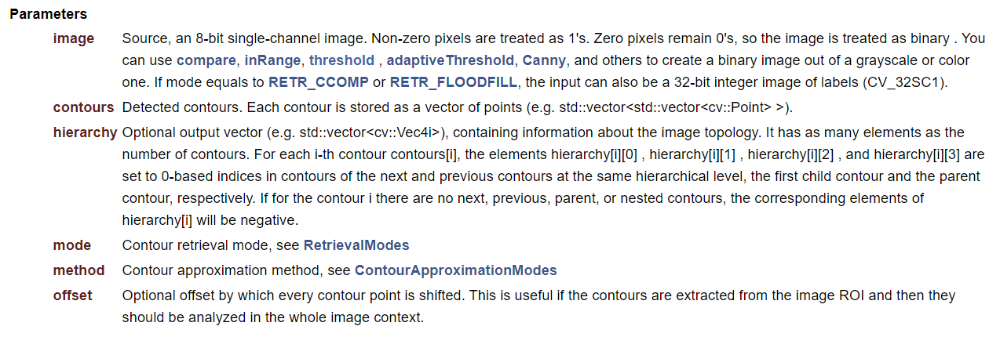 Parameters
image Source, an 8-bit single-channel image. Non-zero pixels are treated as 1's. Zero pixels remain 0's, so the image is treated as binary . You
can use compare, inRange, threshold , adaptiveThreshold, Canny, and others to create a binary image out of a grayscale or color
one. If mode equals to RETR_CCOMP or RETR_FLOODFILL, the input can also be a 32-bit integer image of labels (CV_32SC1).
contours Detected contours. Each contour is stored as a vector of points (e.g. std::vector<std::vector<cv::Point> >).
hierarchy Optional output vector (e.g. std::vector<cv::Vec4i>), containing information about the image topology. It has as many elements as the
number of contours. For each i-th contour contours[i], the elements hierarchy[i][0] , hierarchy[i][1] , hierarchy[i][2] , and hierarchy[i][3] are
set to 0-based indices in contours of the next and previous contours at the same hierarchical level, the first child contour and the parent
contour, respectively. If for the contour i there are no next, previous, parent, or nested contours, the corresponding elements of
hierarchy[i] will be negative.
mode Contour retrieval mode, see RetrievalModes
method Contour approximation method, see ContourApproximationModes
offset Optional offset by which every contour point is shifted. This is useful if the contours are extracted from the image ROI and then they
should be analyzed in the whole image context.